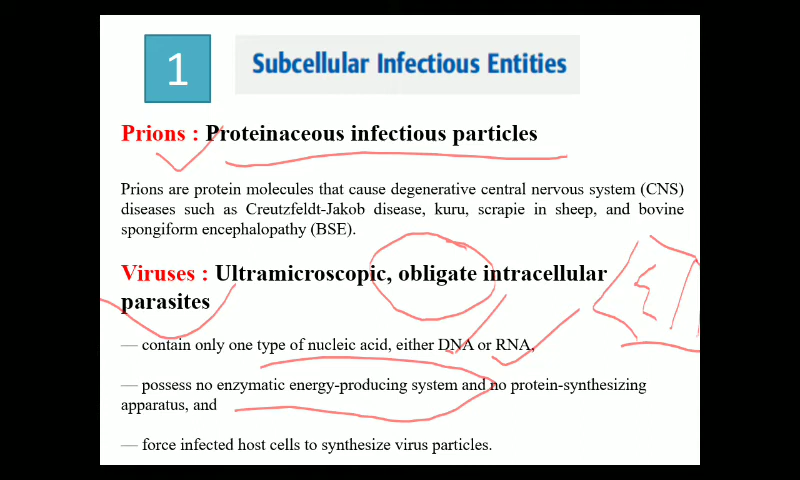 1
Subcellular Infectious Entities
Prions : Proteinaceous infectious particles
Prions are protein molecules that cause degenerative central nervous system (CNS)
diseases such as Creutzfeldt-Jakob disease, kuru, scrapie in sheep, and bovine
spongiform encephalopathy (BSE).
Viruses : Ultramicroscopic, obligate intracellular
parasites
— contain only one type of nucleic acid, either DNA or RNA,
— possess no enzymatic energy-producing system and no protein-synthesizing
apparatus, and
— force infected host cells to synthesize virus particles.